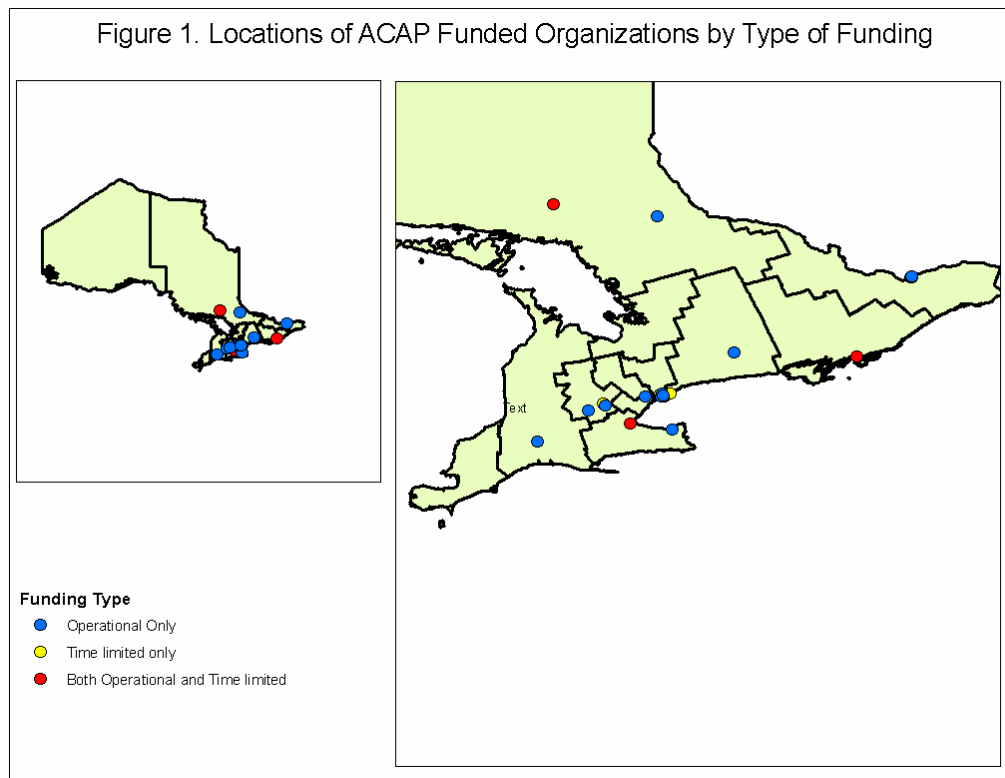 Figure 1. Locations of ACAP Funded Organizations by Type of Funding
Text
Funding Type
Operational Only
Time limited only
Both Operational and Time limited